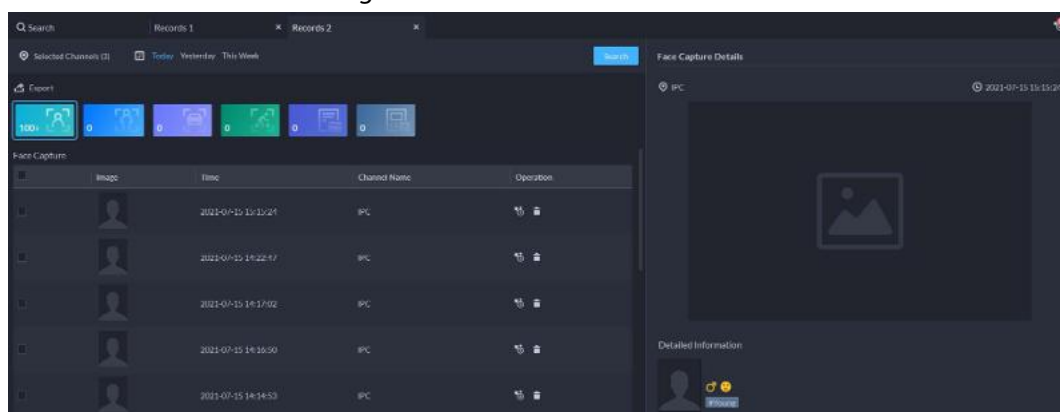 Search Records 1 × Records 2 ×
Selected Channels (2) Today Yesterday This Week Search
Export
100+ 0 0 0 0 0
Face Capture
Image Time Channel Name Operation
2021-07-15 15:15:24 IPC
2021-07-15 14:22:47 IPC
2021-07-15 14:17:02 IPC
2021-07-15 14:16:50 IPC
2021-07-15 14:14:53 IPC
Face Capture Details
IPC 2021-07-15 15:15:24
Detailed Information
#Young